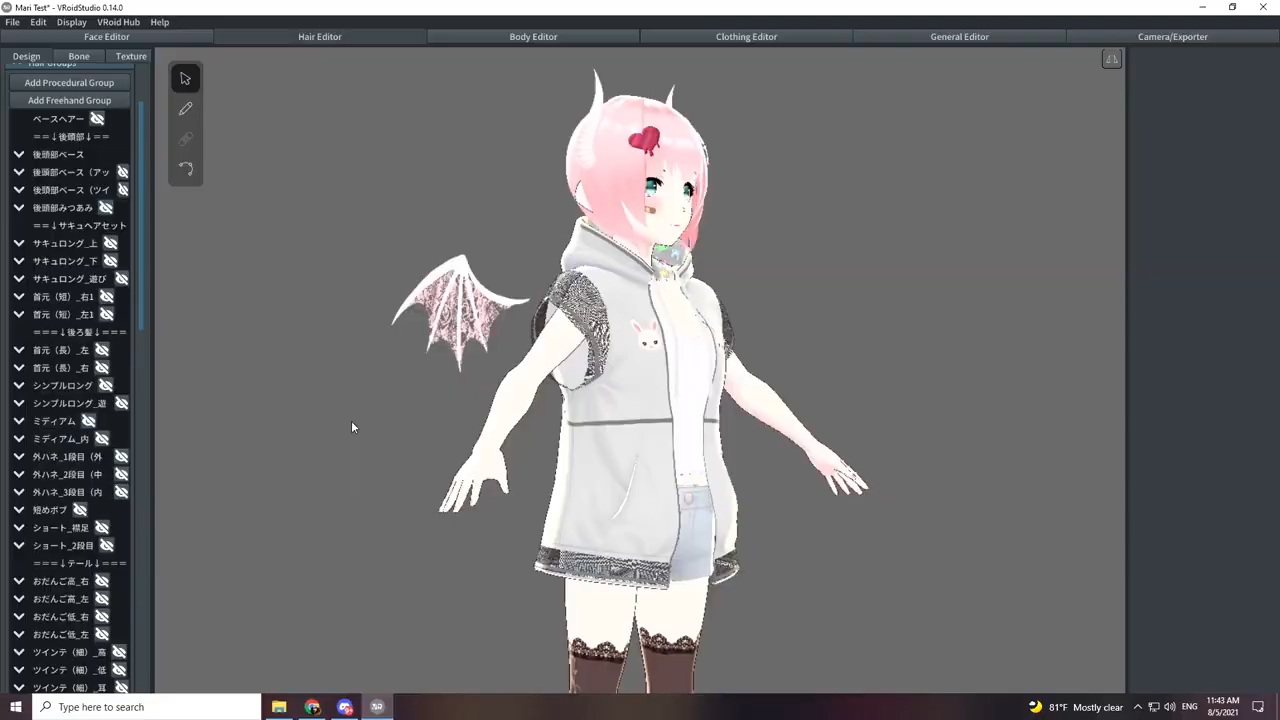 Mari Test* - VRoidStudio 0.14.0
File Edit Display VRoid Hub Help
Face Editor Hair Editor Body Editor Clothing Editor General Editor Camera/Exporter
Design Bone Texture
Hair Groups
Add Procedural Group
Add Freehand Group
ベースヘアー
==↓後頭部↓==
後頭部ベース
後頭部ベース（アッ
後頭部ベース（ツイ
後頭部みつあみ
==↓サキュヘアセット
サキュロング_上
サキュロング_下
サキュロング_遊び
首元（短）_右1
首元（短）_左1
===↓後ろ髪↓===
首元（長）_左
首元（長）_右
シンプルロング
シンプルロング_遊
ミディアム
ミディアム_内
外ハネ_1段目（外
外ハネ_2段目（中
外ハネ_3段目（内
短めボブ
ショート_襟足
ショート_2段目
===↓テール↓===
おだんご高_右
おだんご高_左
おだんご低_右
おだんご低_左
ツインテ（細）_高
ツインテ（細）_低
ツインテ（細）_耳
Type here to search
81°F Mostly clear
ENG
11:43 AM
8/5/2021